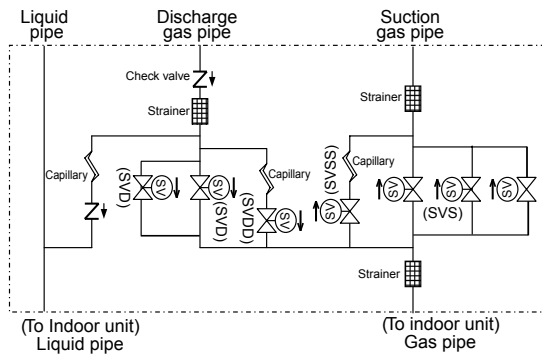 Liquid
pipe
Discharge
gas pipe
Suction
gas pipe
Check valve
Strainer
Strainer
Capillary
(SVD)
SV
SV
(SVD)
Capillary
(SVDD)
SV
(SSVS)
Capillary
SV
SV
(SVS)
SV
SV
Strainer
(To Indoor unit)
Liquid pipe
(To indoor unit)
Gas pipe